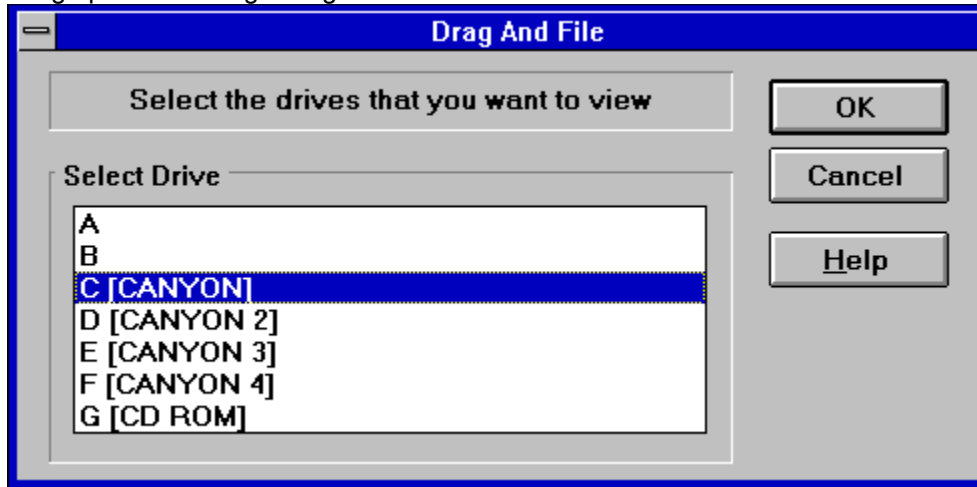 Drag And File
Select the drives that you want to view
OK
Cancel
Help
Select Drive
A
B
C [CANYON]
D [CANYON 2]
E [CANYON 3]
F [CANYON 4]
G [CD ROM]